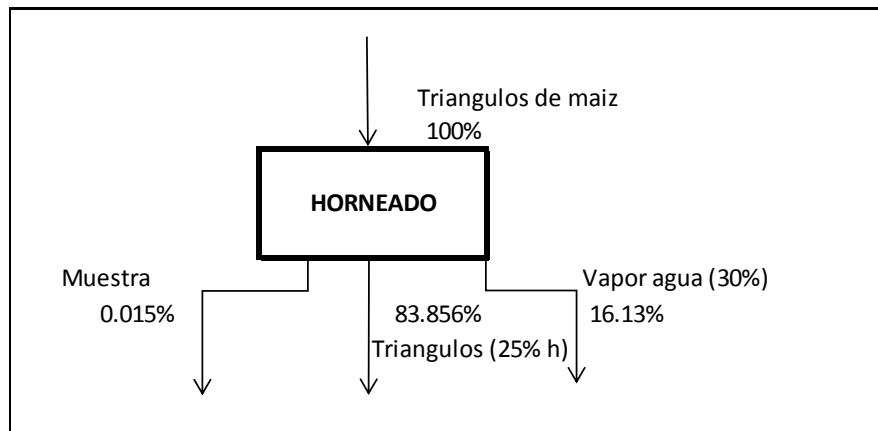 Triangulos de maiz
100%
HORNEADO
Muestra
0.015%
83.856%
Triangulos (25% h)
Vapor agua (30%)
16.13%